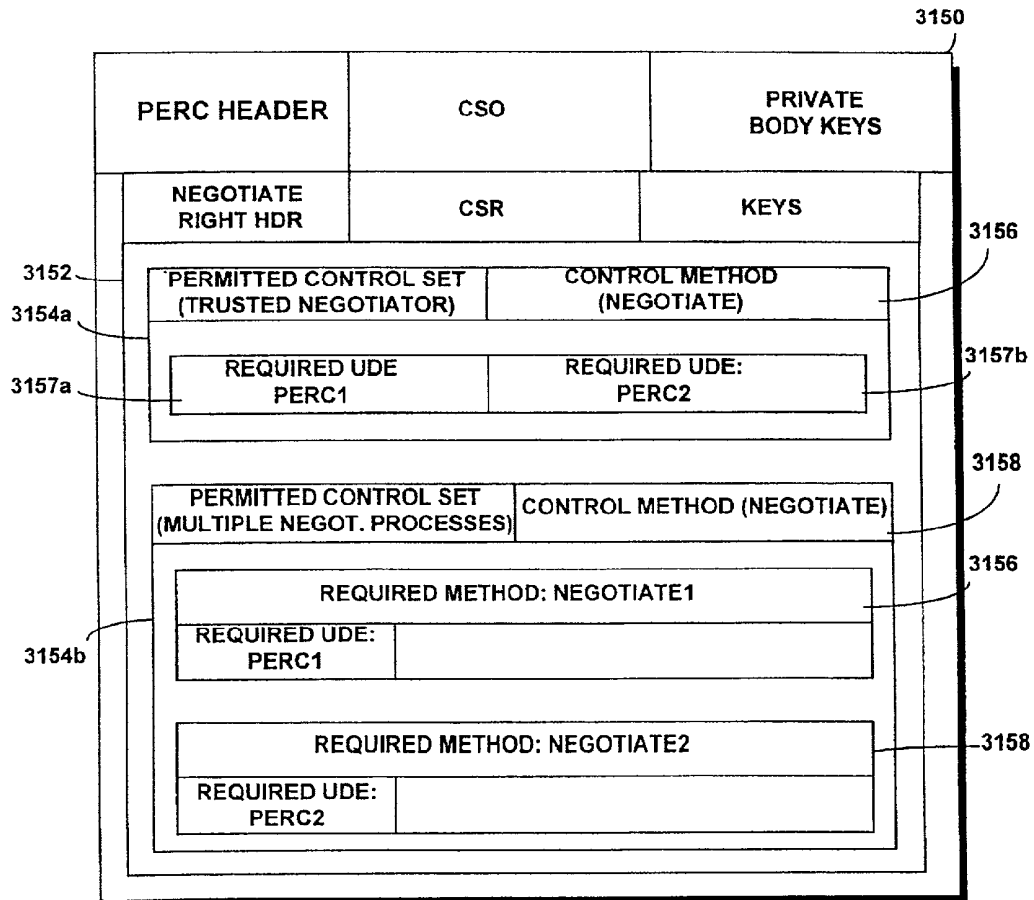 3150
PERC HEADER
CSO
PRIVATE
BODY KEYS
NEGOTIATE
RIGHT HDR
CSR
KEYS
3152
3154a
PERMITTED CONTROL SET
(TRUSTED NEGOTIATOR)
CONTROL METHOD
(NEGOTIATE)
3156
3157a
REQUIRED UDE
PERC1
REQUIRED UDE:
PERC2
3157b
PERMITTED CONTROL SET
(MULTIPLE NEGOT. PROCESSES)
CONTROL METHOD (NEGOTIATE)
3158
3154b
REQUIRED METHOD: NEGOTIATE1
3156
REQUIRED UDE:
PERC1
REQUIRED METHOD: NEGOTIATE2
3158
REQUIRED UDE:
PERC2